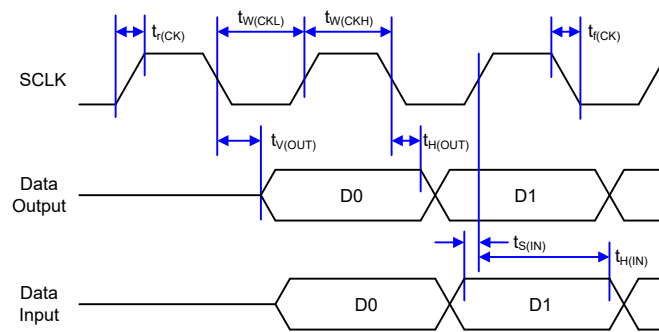 tr(CK)
tW(CKL)
tW(CKH)
tf(CK)
SCLK
tV(OUT)
tH(OUT)
Data
Output
D0
D1
tS(IN)
tH(IN)
Data
Input
D0
D1